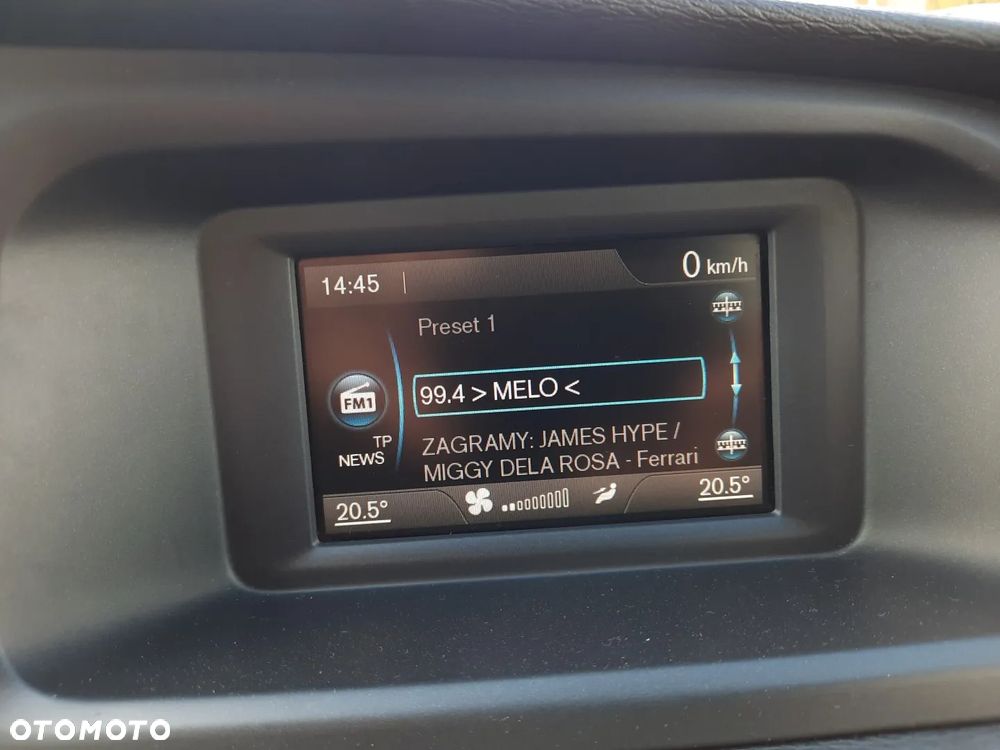 14:45
0 km/h
Preset 1
99.4 > MELO <
FM1
TP
NEWS
ZAGRAMY: JAMES HYPE /
MIGGY DELA ROSA - Ferrari
20.5°
20.5°
OTOMOTO